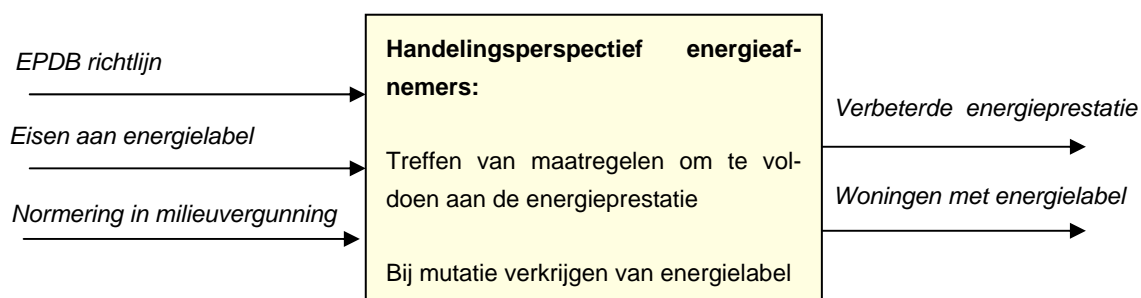 EPDB richtlijn
Eisen aan energielabel
Normering in milieuvergunning
Handelingsperspectief energieaf-
nemers:
Treffen van maatregelen om te vol-
doen aan de energieprestatie
Bij mutatie verkrijgen van energielabel
Verbeterde energieprestatie
Woningen met energielabel